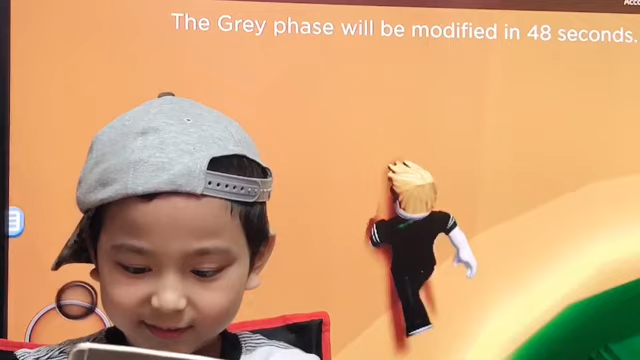 The Grey phase will be modified in 48 seconds.